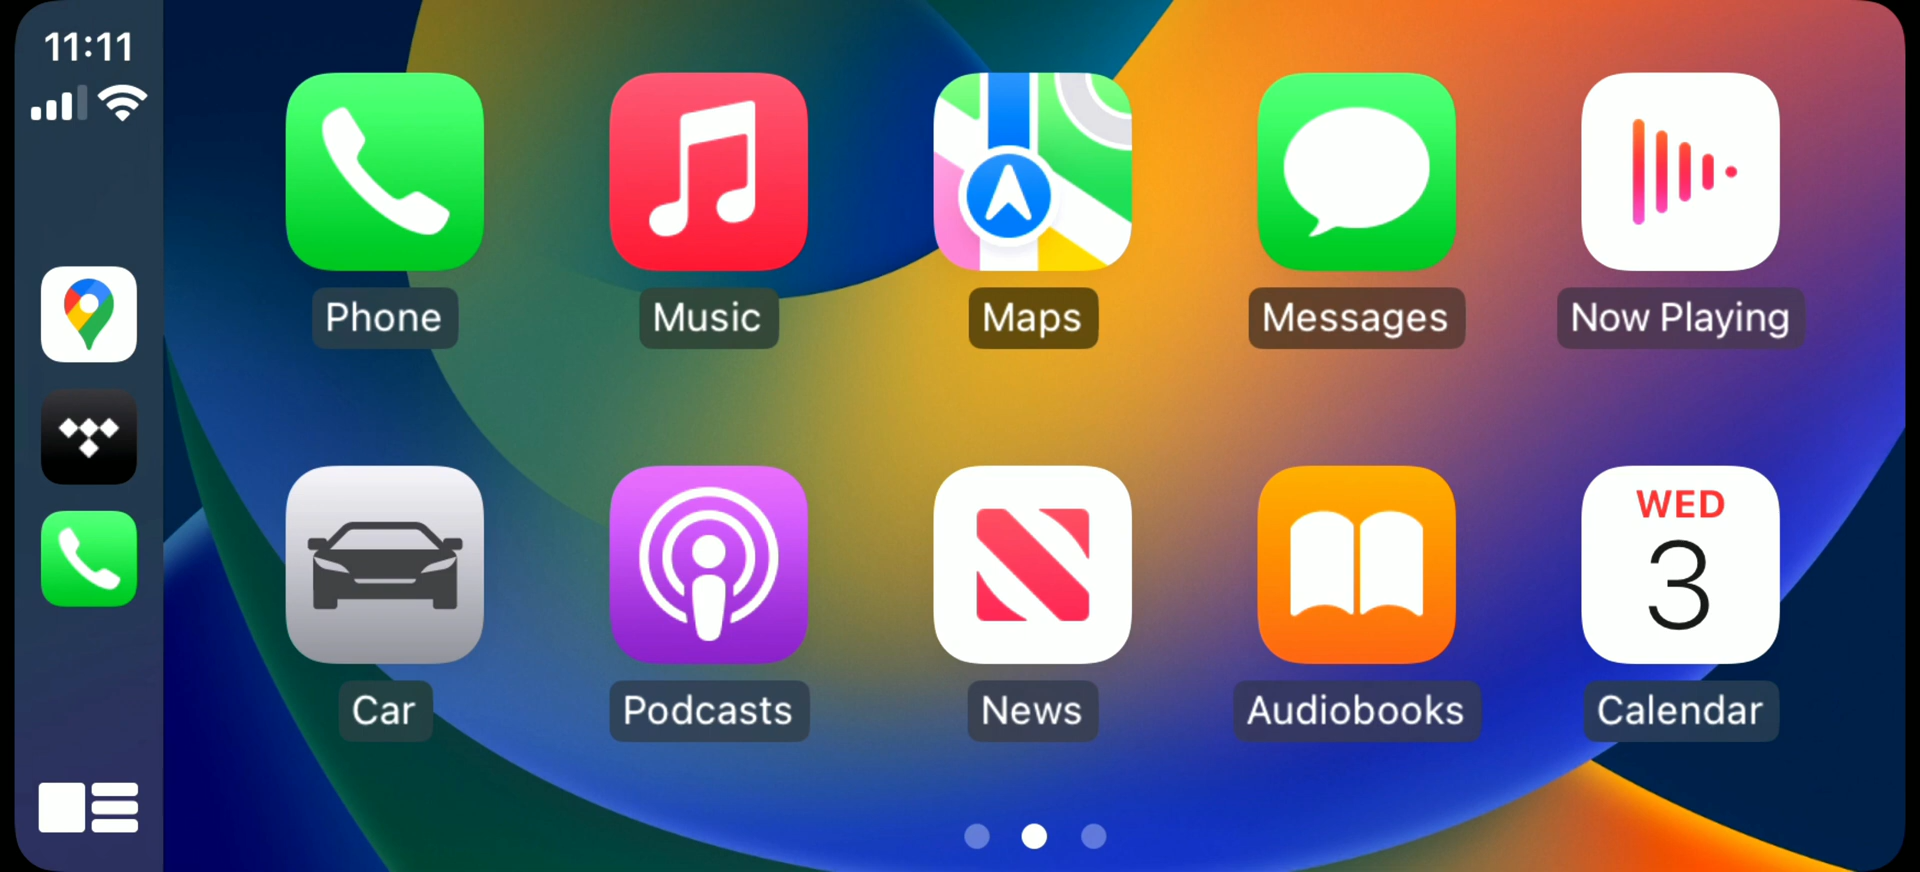 11:11
Phone
Music
Maps
Messages
Now Playing
Car
Podcasts
News
Audiobooks
WED
3
Calendar